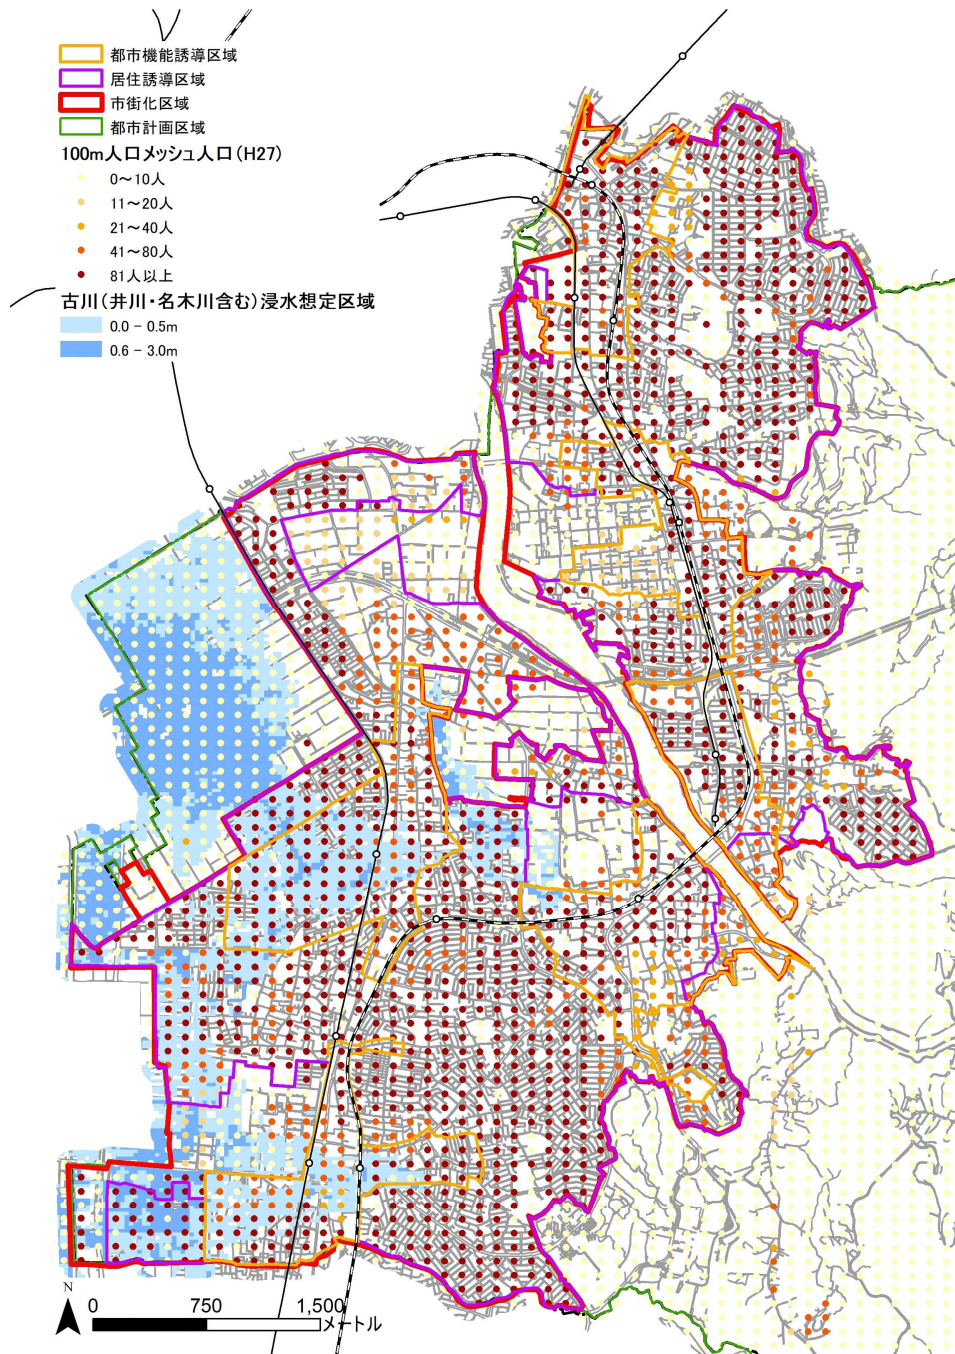 都市機能誘導区域
居住誘導区域
市街化区域
都市計画区域
100m人口メッシュ人口(H27)
0～10人
11～20人
21～40人
41～80人
81人以上
古川(井川・名木川含む)浸水想定区域
0.0 - 0.5m
0.6 - 3.0m
N
0 750 1,500
メートル